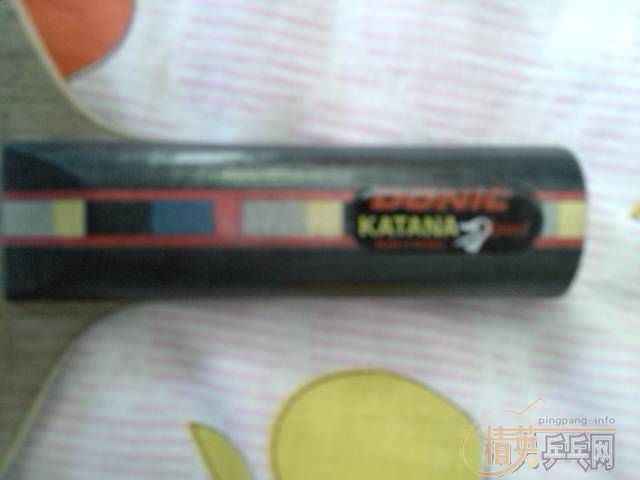 DONIC
KATANA
pingpang.info
精英乒乓网